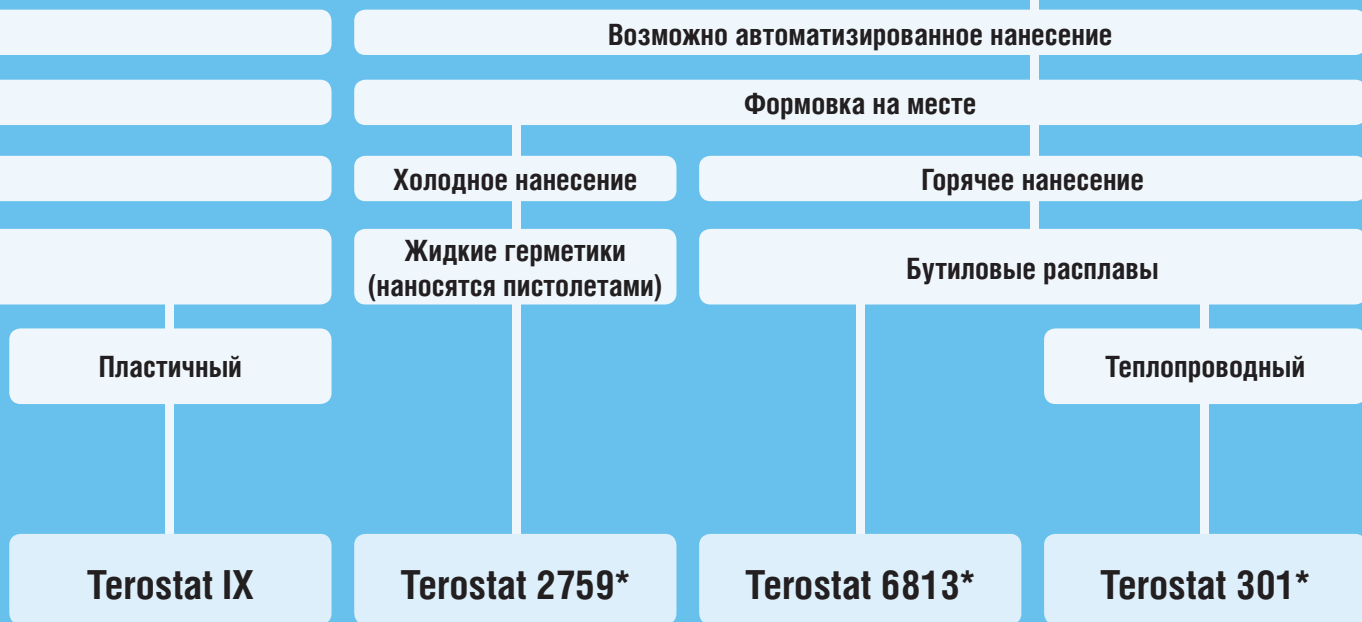 Возможно автоматизированное нанесение
Формовка на месте
Холодное нанесение
Горячее нанесение
Жидкие герметики
(наносятся пистолетами)
Бутиловые расплавы
Пластичный
Теплопроводный
Terostat IX
Terostat 2759*
Terostat 6813*
Terostat 301*